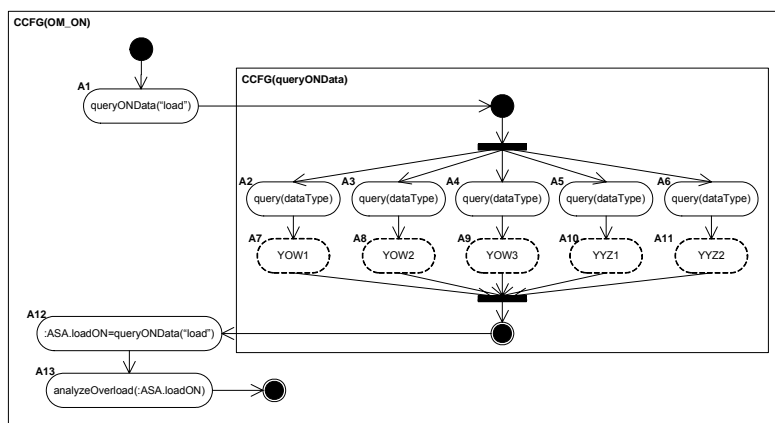 CCFG(OM_ON)
CCFG(queryONData)
A1
queryONData("load")
A2 A3 A4 A5 A6
query(dataType) query(dataType) query(dataType) query(dataType) query(dataType)
A7 A8 A9 A10 A11
YOW1 YOW2 YOW3 YYZ1 YYZ2
A12
:ASA.loadON=queryONData("load")
A13
analyzeOverload(:ASA.loadON)